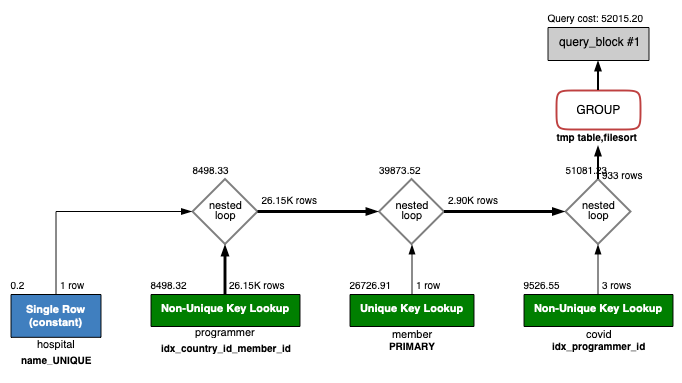 Query cost: 52015.20
query_block #1
GROUP
tmp table,filesort
8498.33
39873.52
51081.23
933 rows
nested
loop
26.15K rows
nested
loop
2.90K rows
nested
loop
0.2
1 row
8498.32
26.15K rows
26726.91
1 row
9526.55
3 rows
Single Row
(constant)
Non-Unique Key Lookup
Unique Key Lookup
Non-Unique Key Lookup
hospital
name_UNIQUE
programmer
idx_country_id_member_id
member
PRIMARY
covid
idx_programmer_id